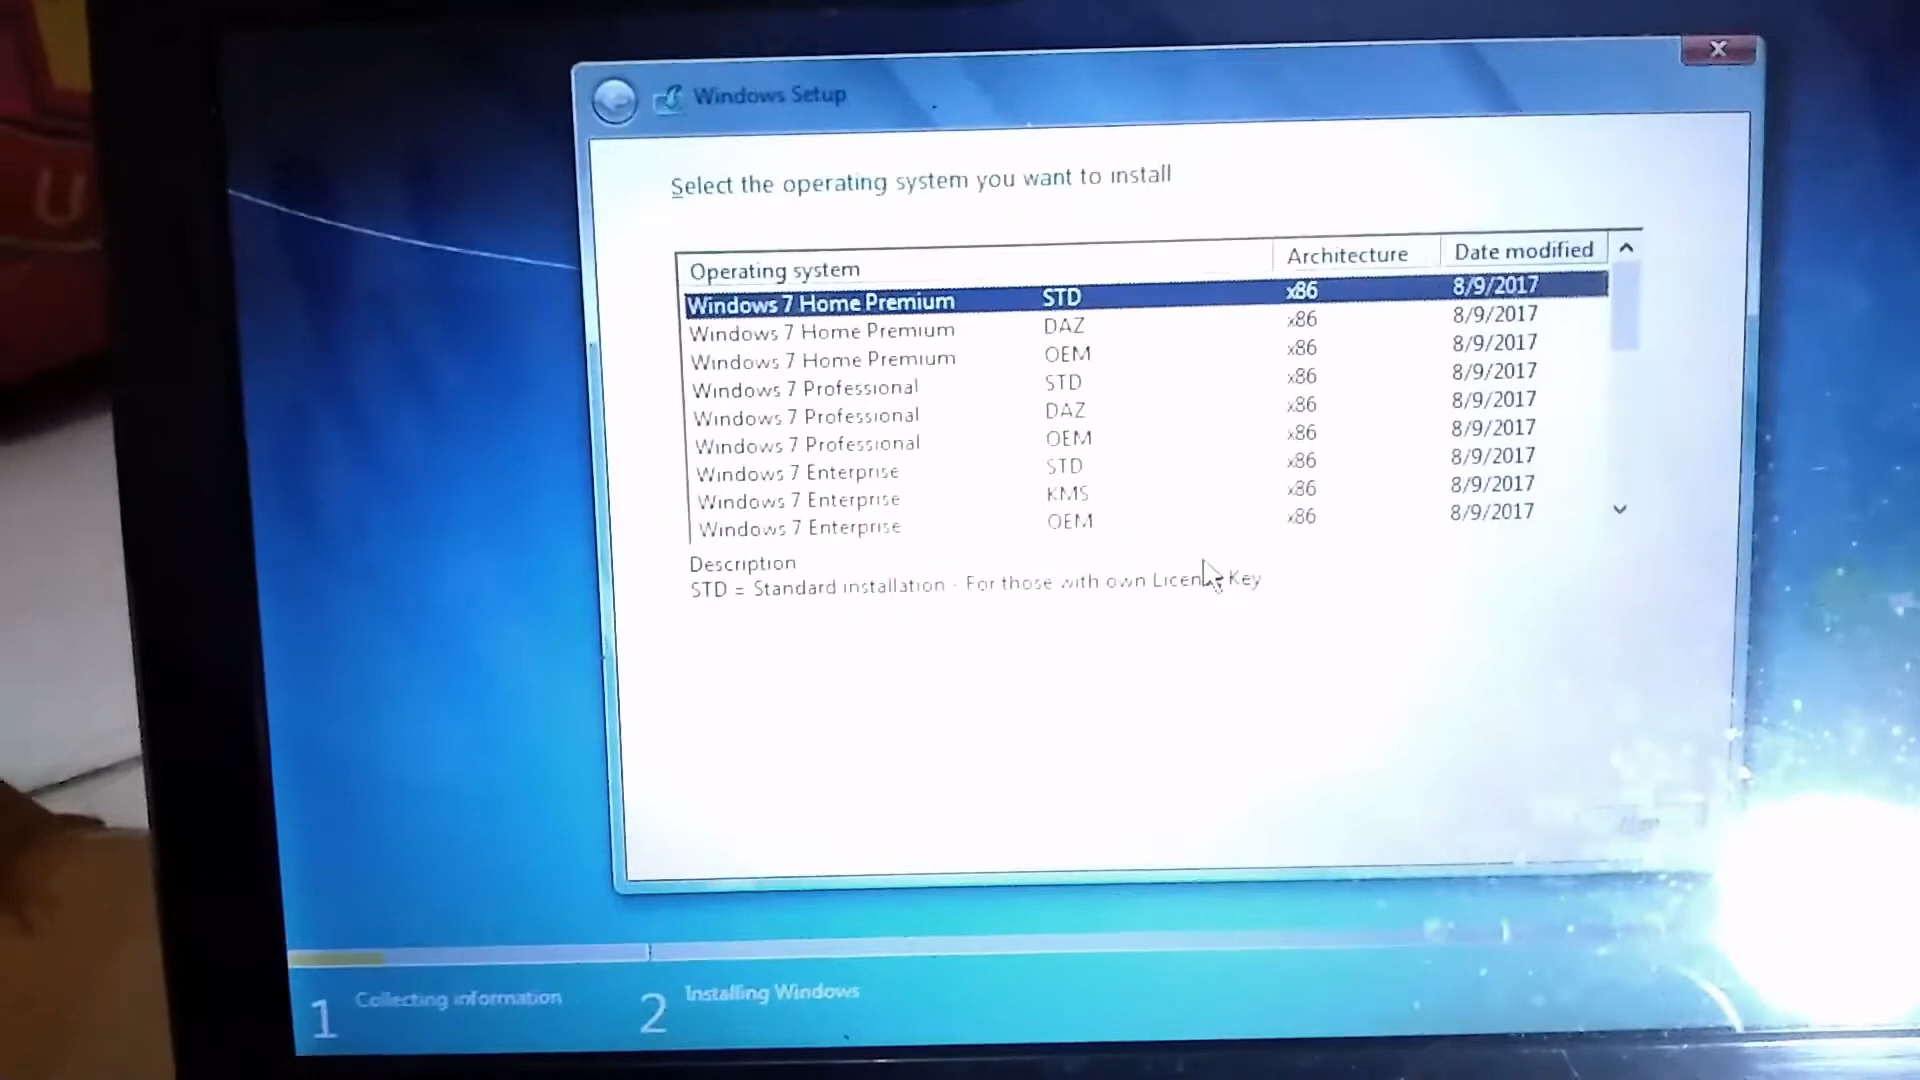 U
Windows Setup
Select the operating system you want to install
Operating system Architecture Date modified
Windows 7 Home Premium STD x86 8/9/2017
Windows 7 Home Premium DAZ x86 8/9/2017
Windows 7 Home Premium OEM x86 8/9/2017
Windows 7 Professional STD x86 8/9/2017
Windows 7 Professional DAZ x86 8/9/2017
Windows 7 Professional OEM x86 8/9/2017
Windows 7 Enterprise STD x86 8/9/2017
Windows 7 Enterprise KMS x86 8/9/2017
Windows 7 Enterprise OEM x86 8/9/2017
Description
STD = Standard installation - For those with own License Key
1 Collecting information 2 Installing Windows